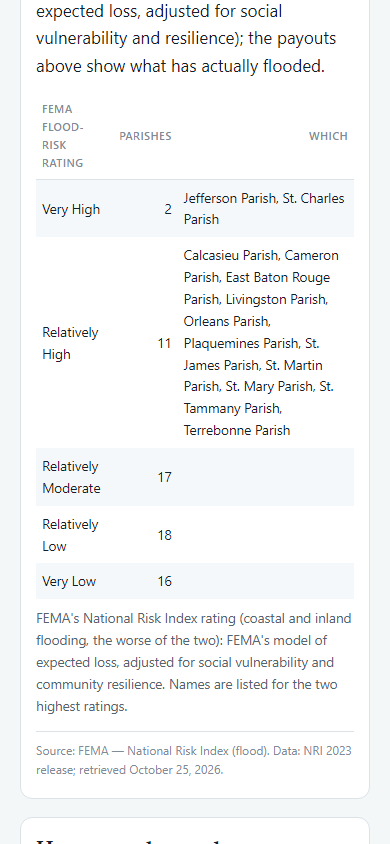 expected loss, adjusted for social
vulnerability and resilience); the payouts
above show what has actually flooded.
FEMA
FLOOD-
RISK
RATING
PARISHES
WHICH
Very High
2
Jefferson Parish, St. Charles
Parish
Relatively
High
11
Calcasieu Parish, Cameron
Parish, East Baton Rouge
Parish, Livingston Parish,
Orleans Parish,
Plaquemines Parish, St.
James Parish, St. Martin
Parish, St. Mary Parish, St.
Tammany Parish,
Terrebonne Parish
Relatively
Moderate
17
Relatively
Low
18
Very Low
16
FEMA's National Risk Index rating (coastal and inland
flooding, the worse of the two): FEMA's model of
expected loss, adjusted for social vulnerability and
community resilience. Names are listed for the two
highest ratings.
Source: FEMA — National Risk Index (flood). Data: NRI 2023
release; retrieved October 25, 2026.